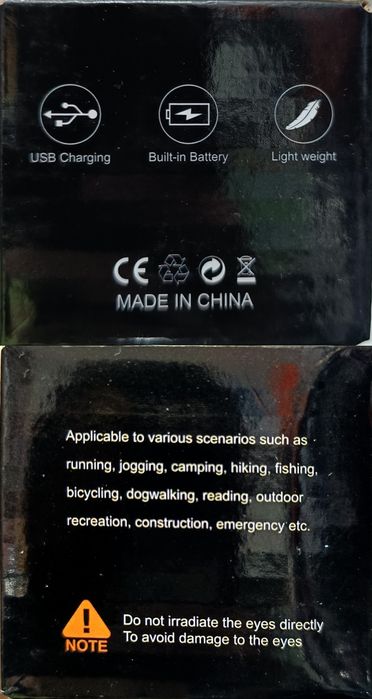 USB Charging Built-in Battery Light weight
CE
MADE IN CHINA
Applicable to various scenarios such as
running, jogging, camping, hiking, fishing,
bicycling, dogwalking, reading, outdoor
recreation, construction, emergency etc.
! Do not irradiate the eyes directly
NOTE To avoid damage to the eyes